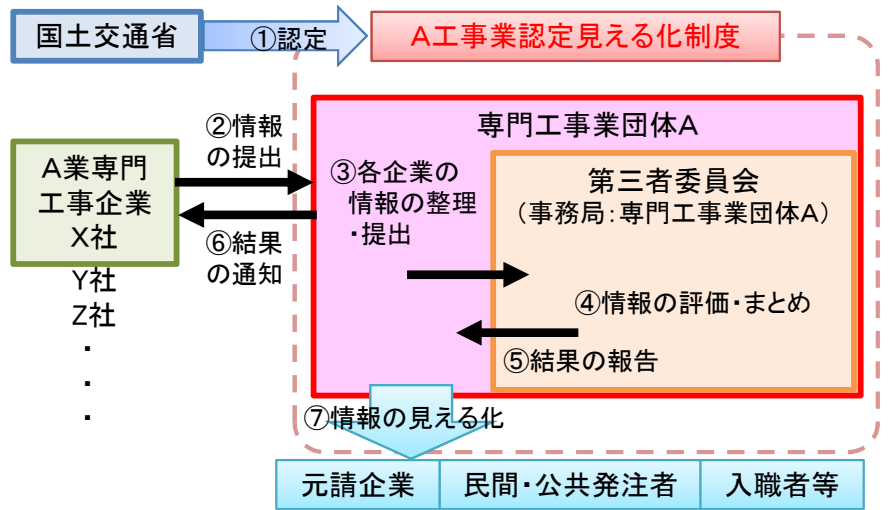 国土交通省
①認定
A工事業認定見える化制度
専門工事業団体A
②情報
の提出
A業専門
工事企業
X社
Y社
Z社
・
・
・
③各企業の
情報の整理
・提出
第三者委員会
(事務局:専門工事業団体A)
⑥結果
の通知
④情報の評価・まとめ
⑤結果の報告
⑦情報の見える化
元請企業
民間・公共発注者
入職者等